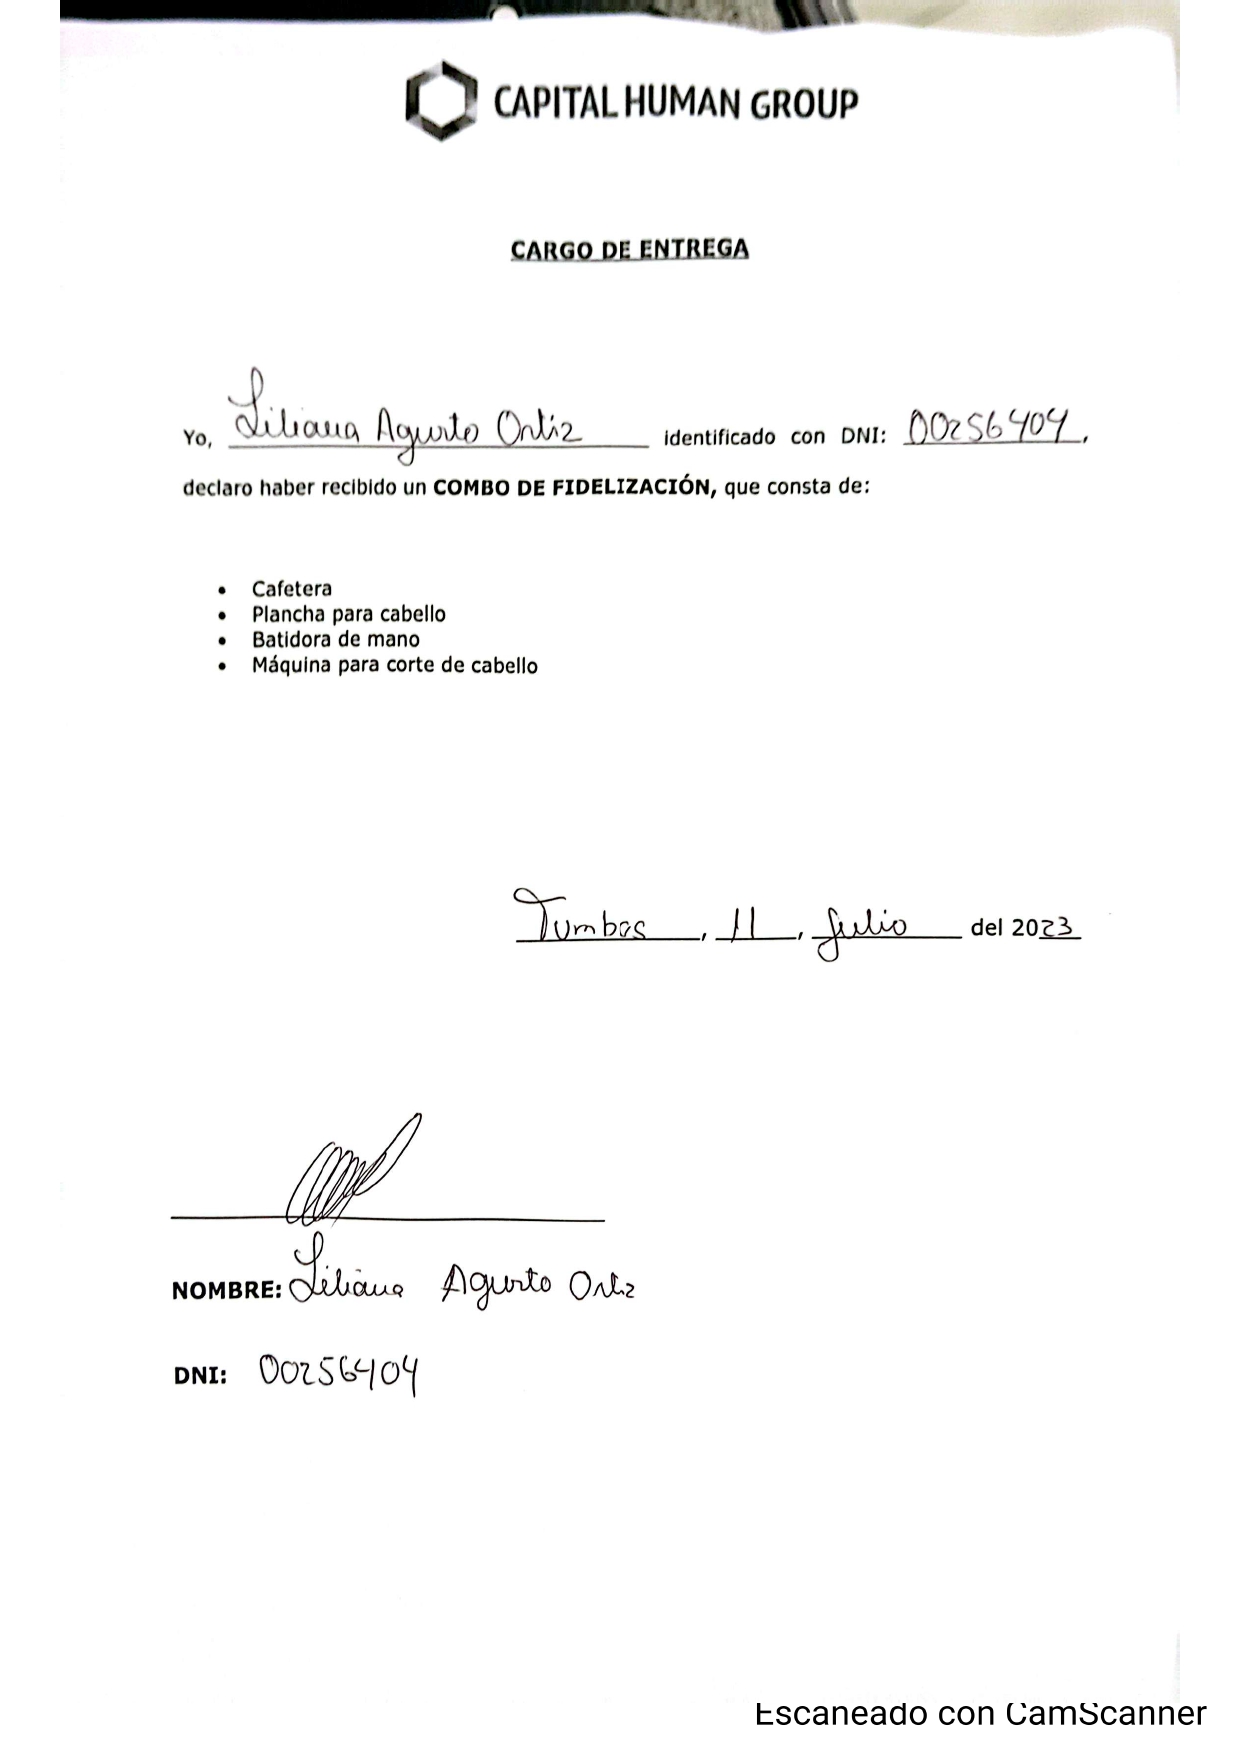 CAPITAL HUMAN GROUP
CARGO DE ENTREGA
Yo, Liliana Agurto Ortiz identificado con DNI: 00256404,
declaro haber recibido un COMBO DE FIDELIZACIÓN, que consta de:
• Cafetera
• Plancha para cabello
• Batidora de mano
• Máquina para corte de cabello
Tumbes, 11, Julio del 2023
NOMBRE: Liliana Agurto Ortiz
DNI: 00256404
Escaneado con CamScanner